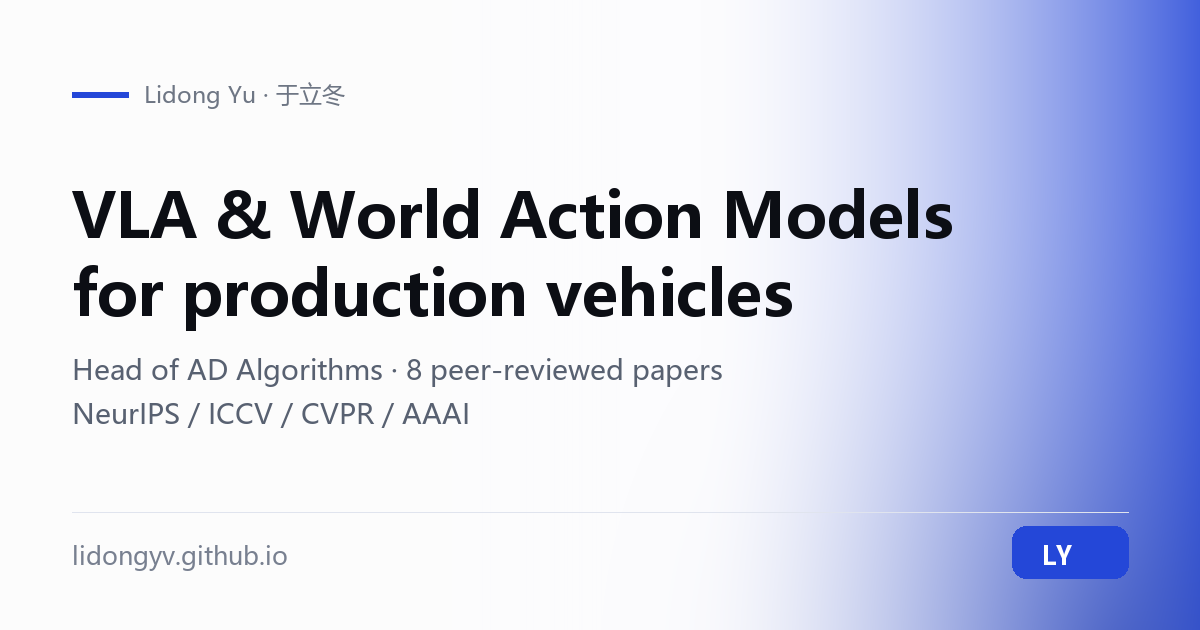 Lidong Yu · 于立冬
VLA & World Action Models
for production vehicles
Head of AD Algorithms · 8 peer-reviewed papers
NeurIPS / ICCV / CVPR / AAAI
lidongyv.github.io
LY